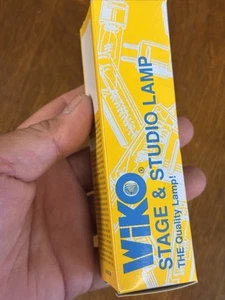 WIKO®
STAGE & STUDIO LAMP
THE Quality Lamp!